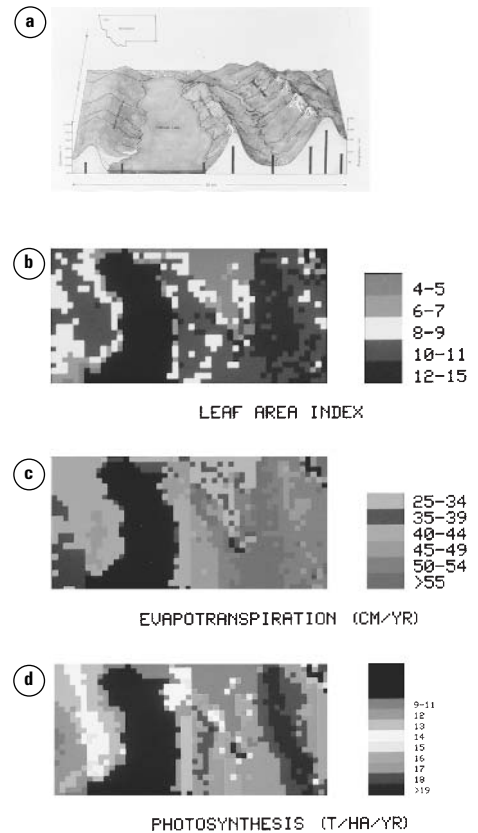 a
b
4-5
6-7
8-9
10-11
12-15
LEAF AREA INDEX
c
25-34
35-39
40-44
45-49
50-54
>55
EVAPOTRANSPIRATION (CM/YR)
d
9-11
12
13
14
15
16
17
18
>19
PHOTOSYNTHESIS (T/HA/YR)